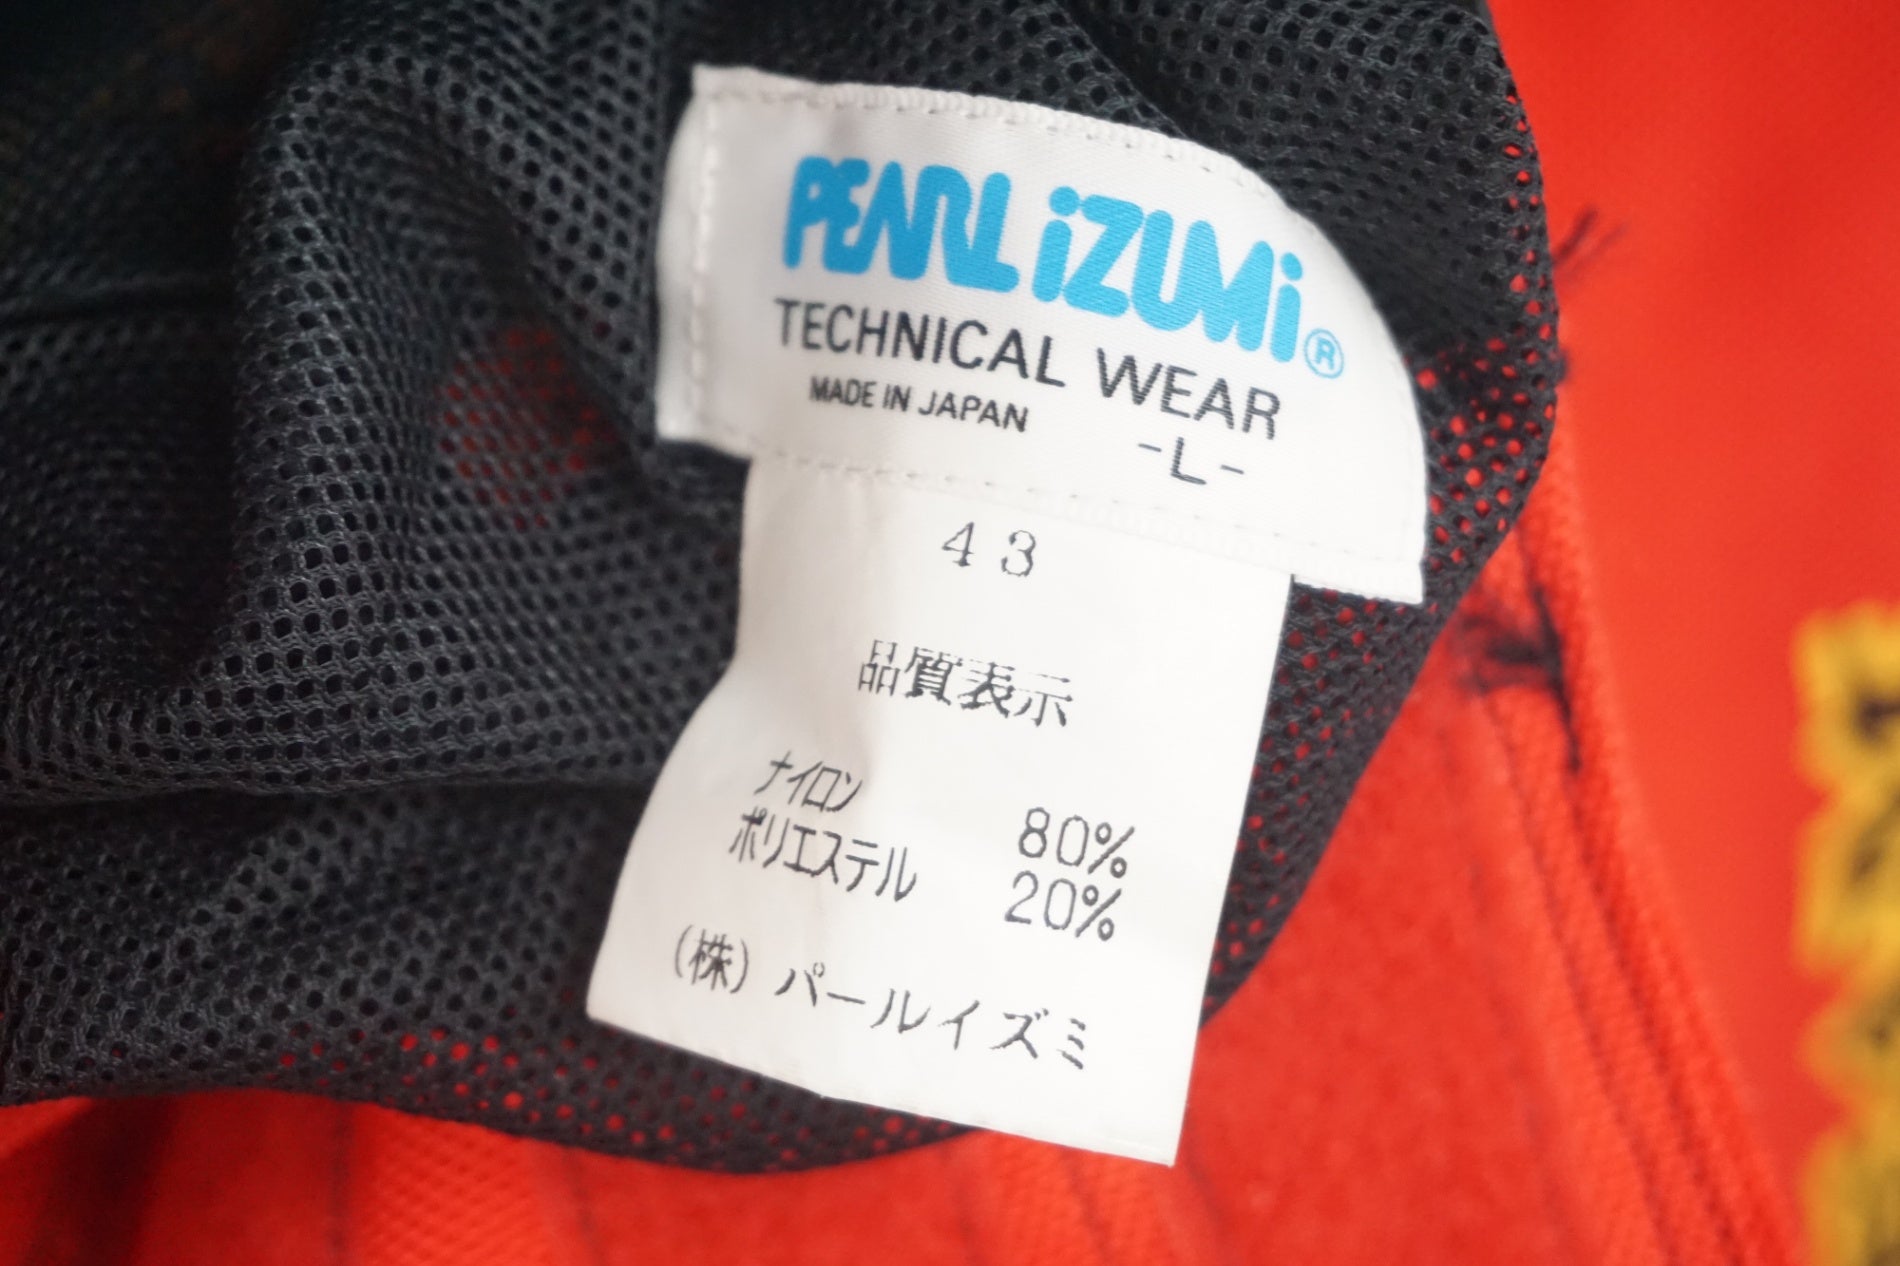 PEARL iZUMi®
TECHNICAL WEAR
MADE IN JAPAN
-L-
43
品質表示
ナイロン 80%
ポリエステル 20%
(株) パールイズミ